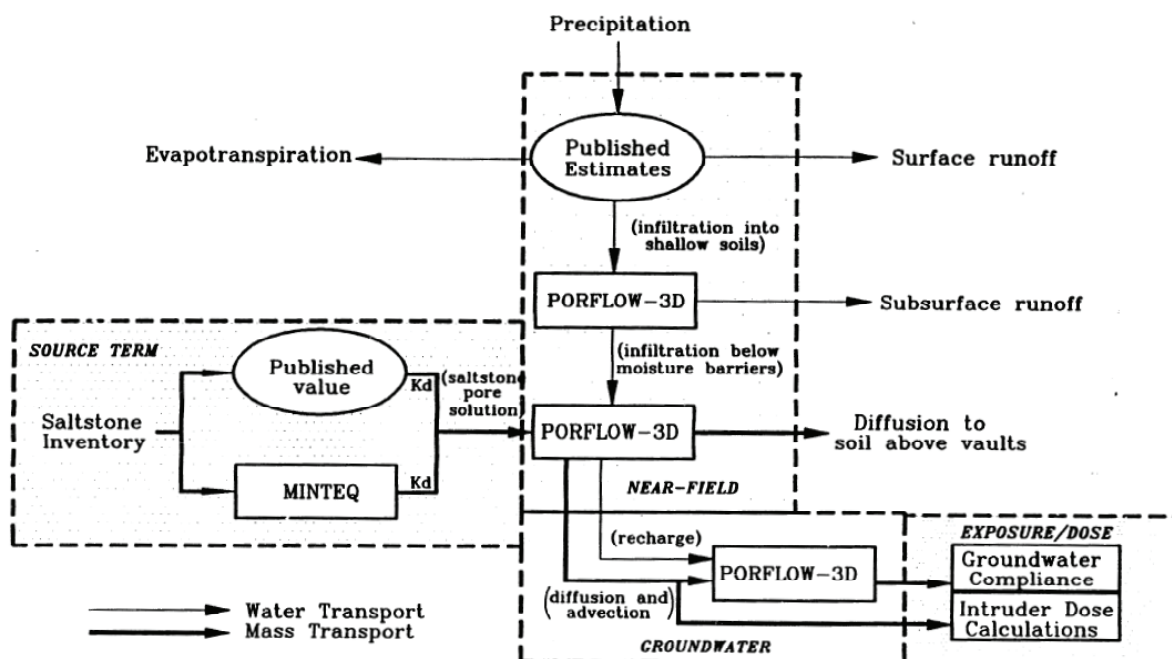 Precipitation
Evapotranspiration
Published
Estimates
Surface runoff
(infiltration into
shallow soils)
PORFLOW-3D
Subsurface runoff
SOURCE TERM
Published
value
Kd
(infiltration below
moisture barriers)
(saltstone
pore
solution)
Saltstone
Inventory
PORFLOW-3D
Diffusion to
soil above vaults
MINTEQ
Kd
NEAR-FIELD
(recharge)
PORFLOW-3D
EXPOSURE/DOSE
Groundwater
Compliance
(diffusion and
advection)
Intruder Dose
Calculations
Water Transport
Mass Transport
GROUNDWATER